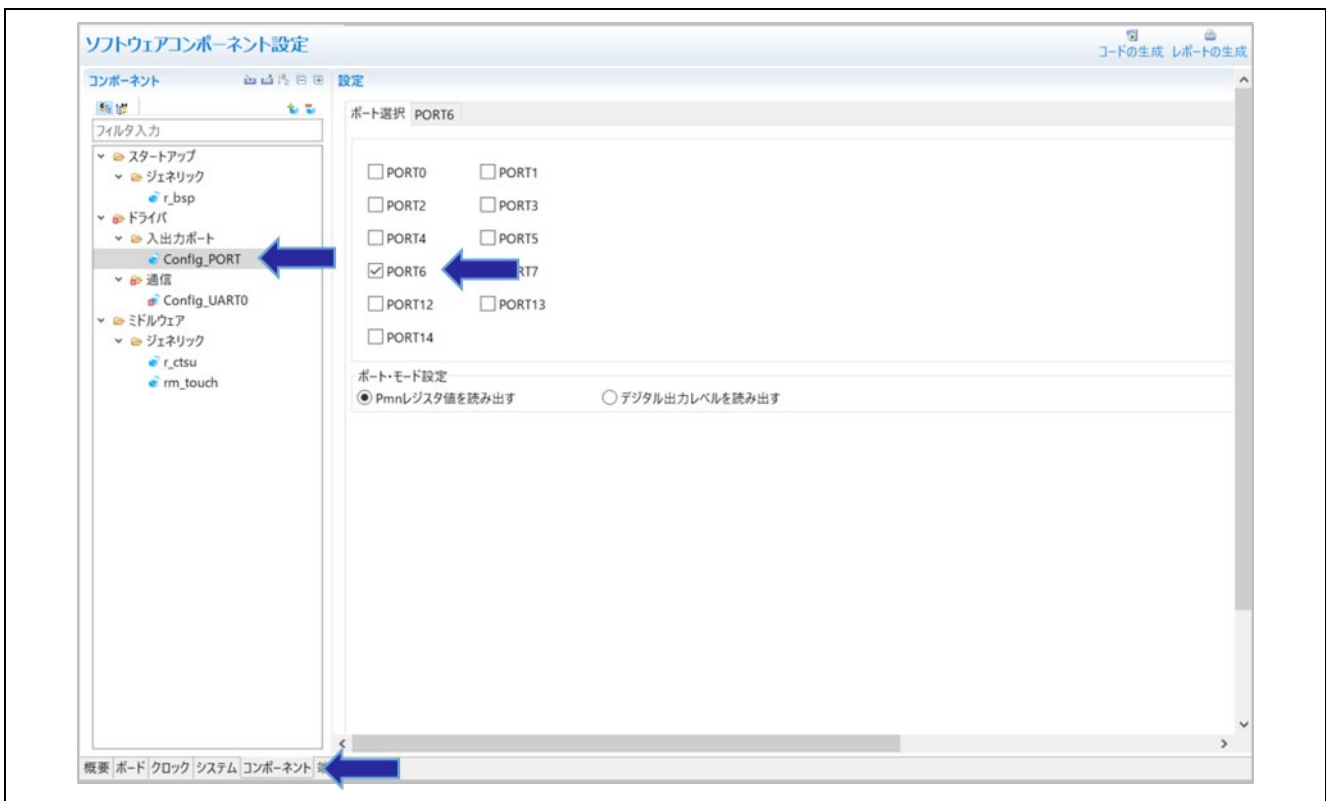 ソフトウェアコンポーネント設定
コードの生成 レポートの生成
コンポーネント
設定
フィルタ入力
スタートアップ
ジェネリック
r_bsp
ドライバ
入出力ポート
Config_PORT
通信
Config_UART0
ミドルウェア
ジェネリック
r_ctsu
rm_touch
ポート選択 PORT6
PORT0 PORT1
PORT2 PORT3
PORT4 PORT5
PORT6 RT7
PORT12 PORT13
PORT14
ポート・モード設定
Pmnレジスタ値を読み出す デジタル出力レベルを読み出す
概要 ボード クロック システム コンポーネント